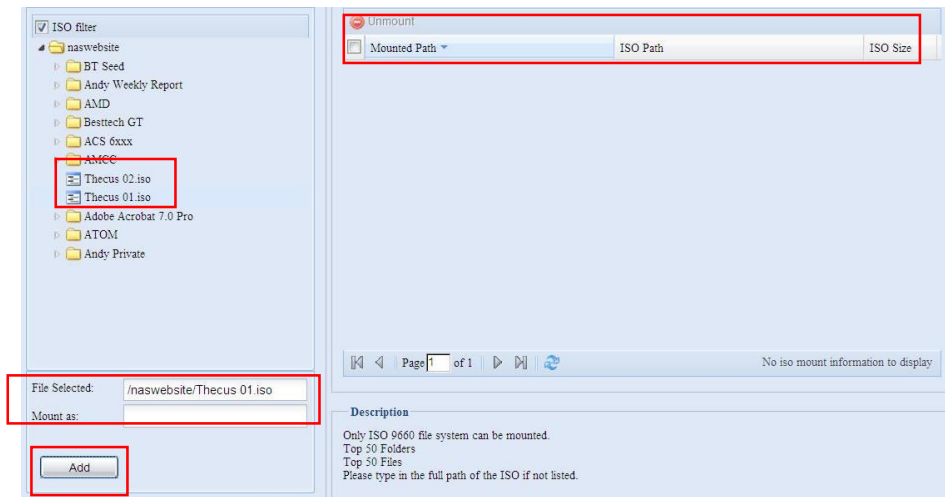 ISO filter
naswebsite
BT Seed
Andy Weekly Report
AMD
Besttech GT
ACS 6xxx
AMCC
Thecus 02.iso
Thecus 01.iso
Adobe Acrobat 7.0 Pro
ATOM
Andy Private
File Selected: /naswebsite/Thecus 01.iso
Mount as:
Add
Unmount
Mounted Path ISO Path ISO Size
Page 1 of 1 No iso mount information to display
Description
Only ISO 9660 file system can be mounted.
Top 50 Folders
Top 50 Files
Please type in the full path of the ISO if not listed.